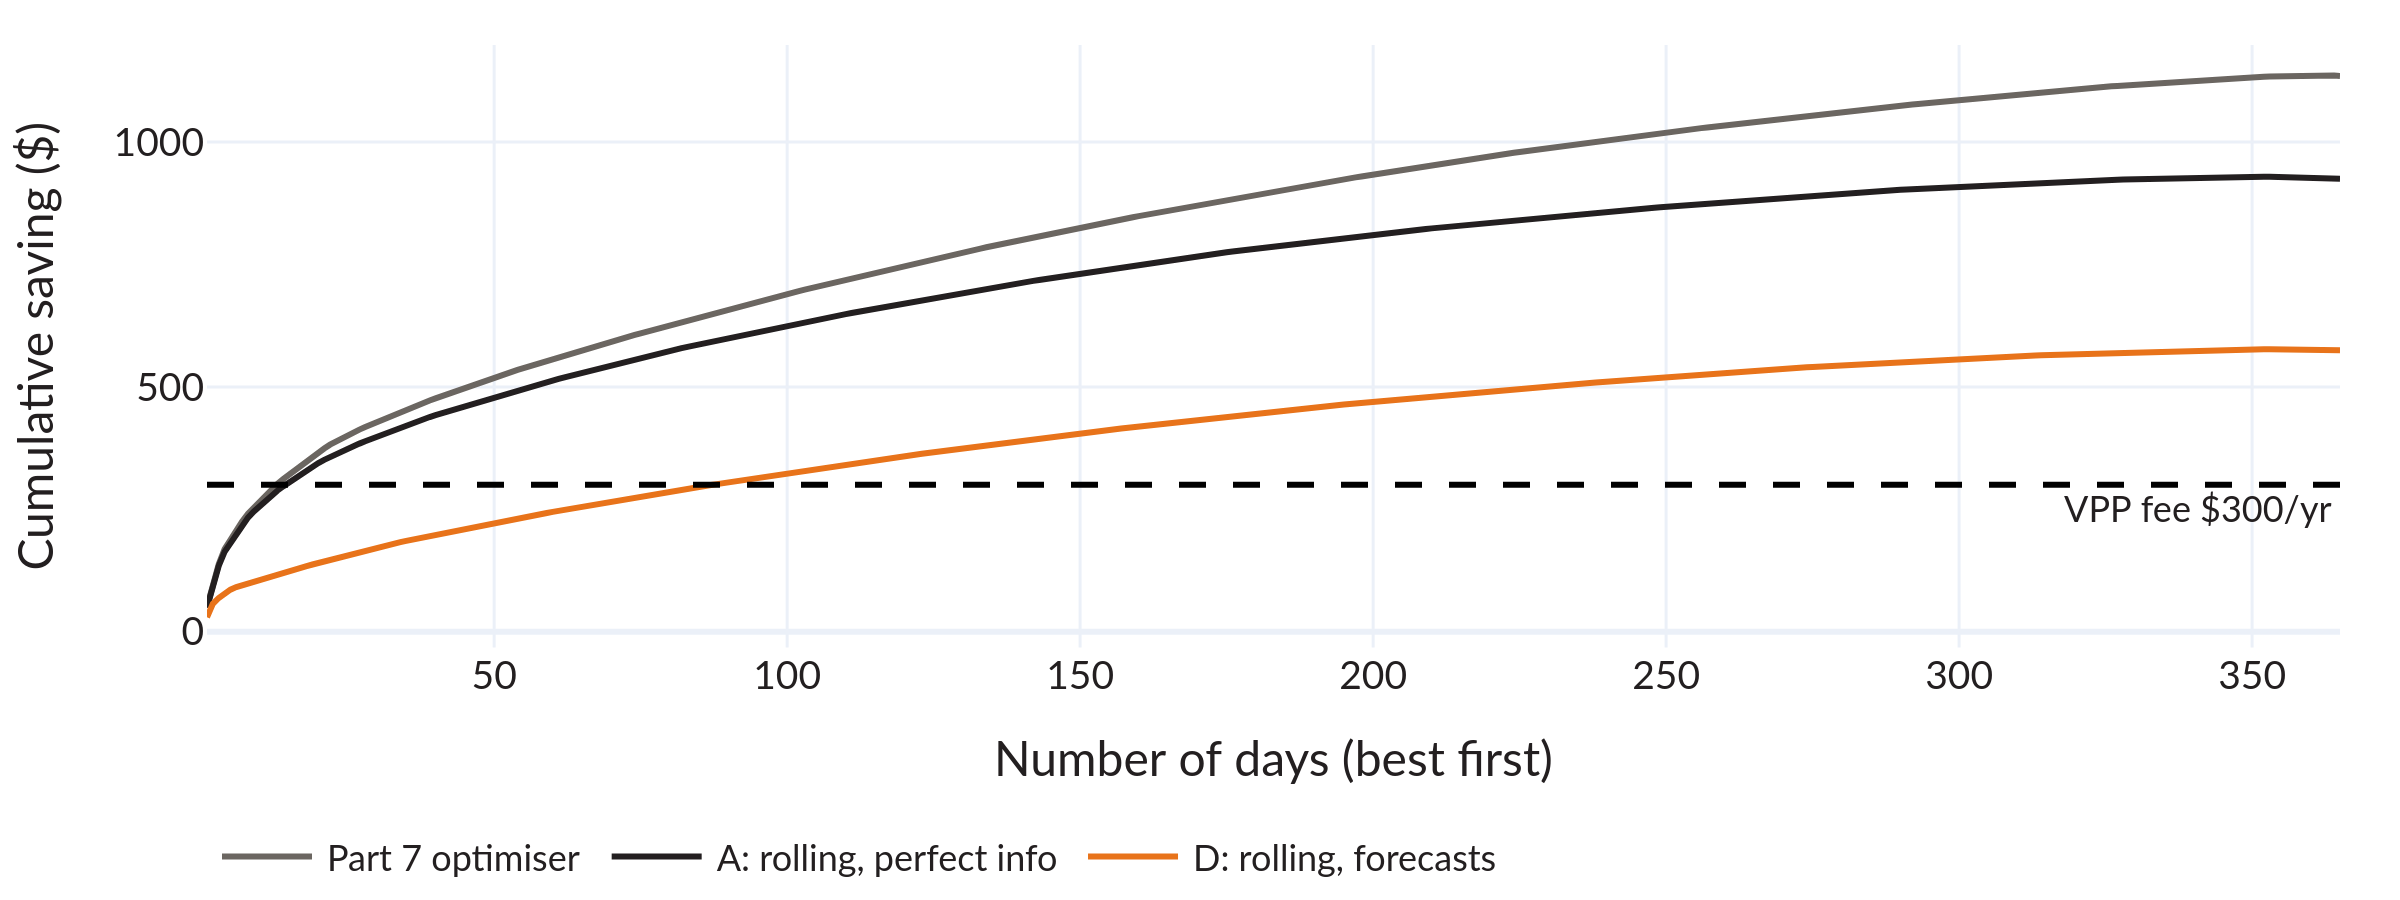 Cumulative saving ($)
1000
500
0
VPP fee $300/yr
50 100 150 200 250 300 350
Number of days (best first)
Part 7 optimiser A: rolling, perfect info D: rolling, forecasts